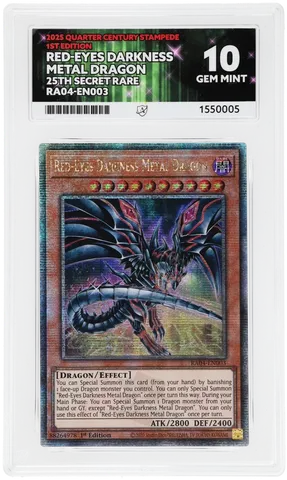 2025 QUARTER CENTURY STAMPEDE
1ST EDITION
RED-EYES DARKNESS
METAL DRAGON
25TH SECRET RARE
RA04-EN003
10
GEM MINT
1550005
RED-EYES DARKNESS METAL DRAGON
RA04-EN003
[Dragon/Effect]
You can Special Summon this card (from your hand) by banishing
1 face-up Dragon monster you control. You can only Special Summon
"Red-Eyes Darkness Metal Dragon" once per turn this way. During your
Main Phase: You can Special Summon 1 Dragon monster from your
hand or GY, except "Red-Eyes Darkness Metal Dragon". You can only
use this effect of "Red-Eyes Darkness Metal Dragon" once per turn.
ATK/2800 DEF/2400
88264978 1st Edition